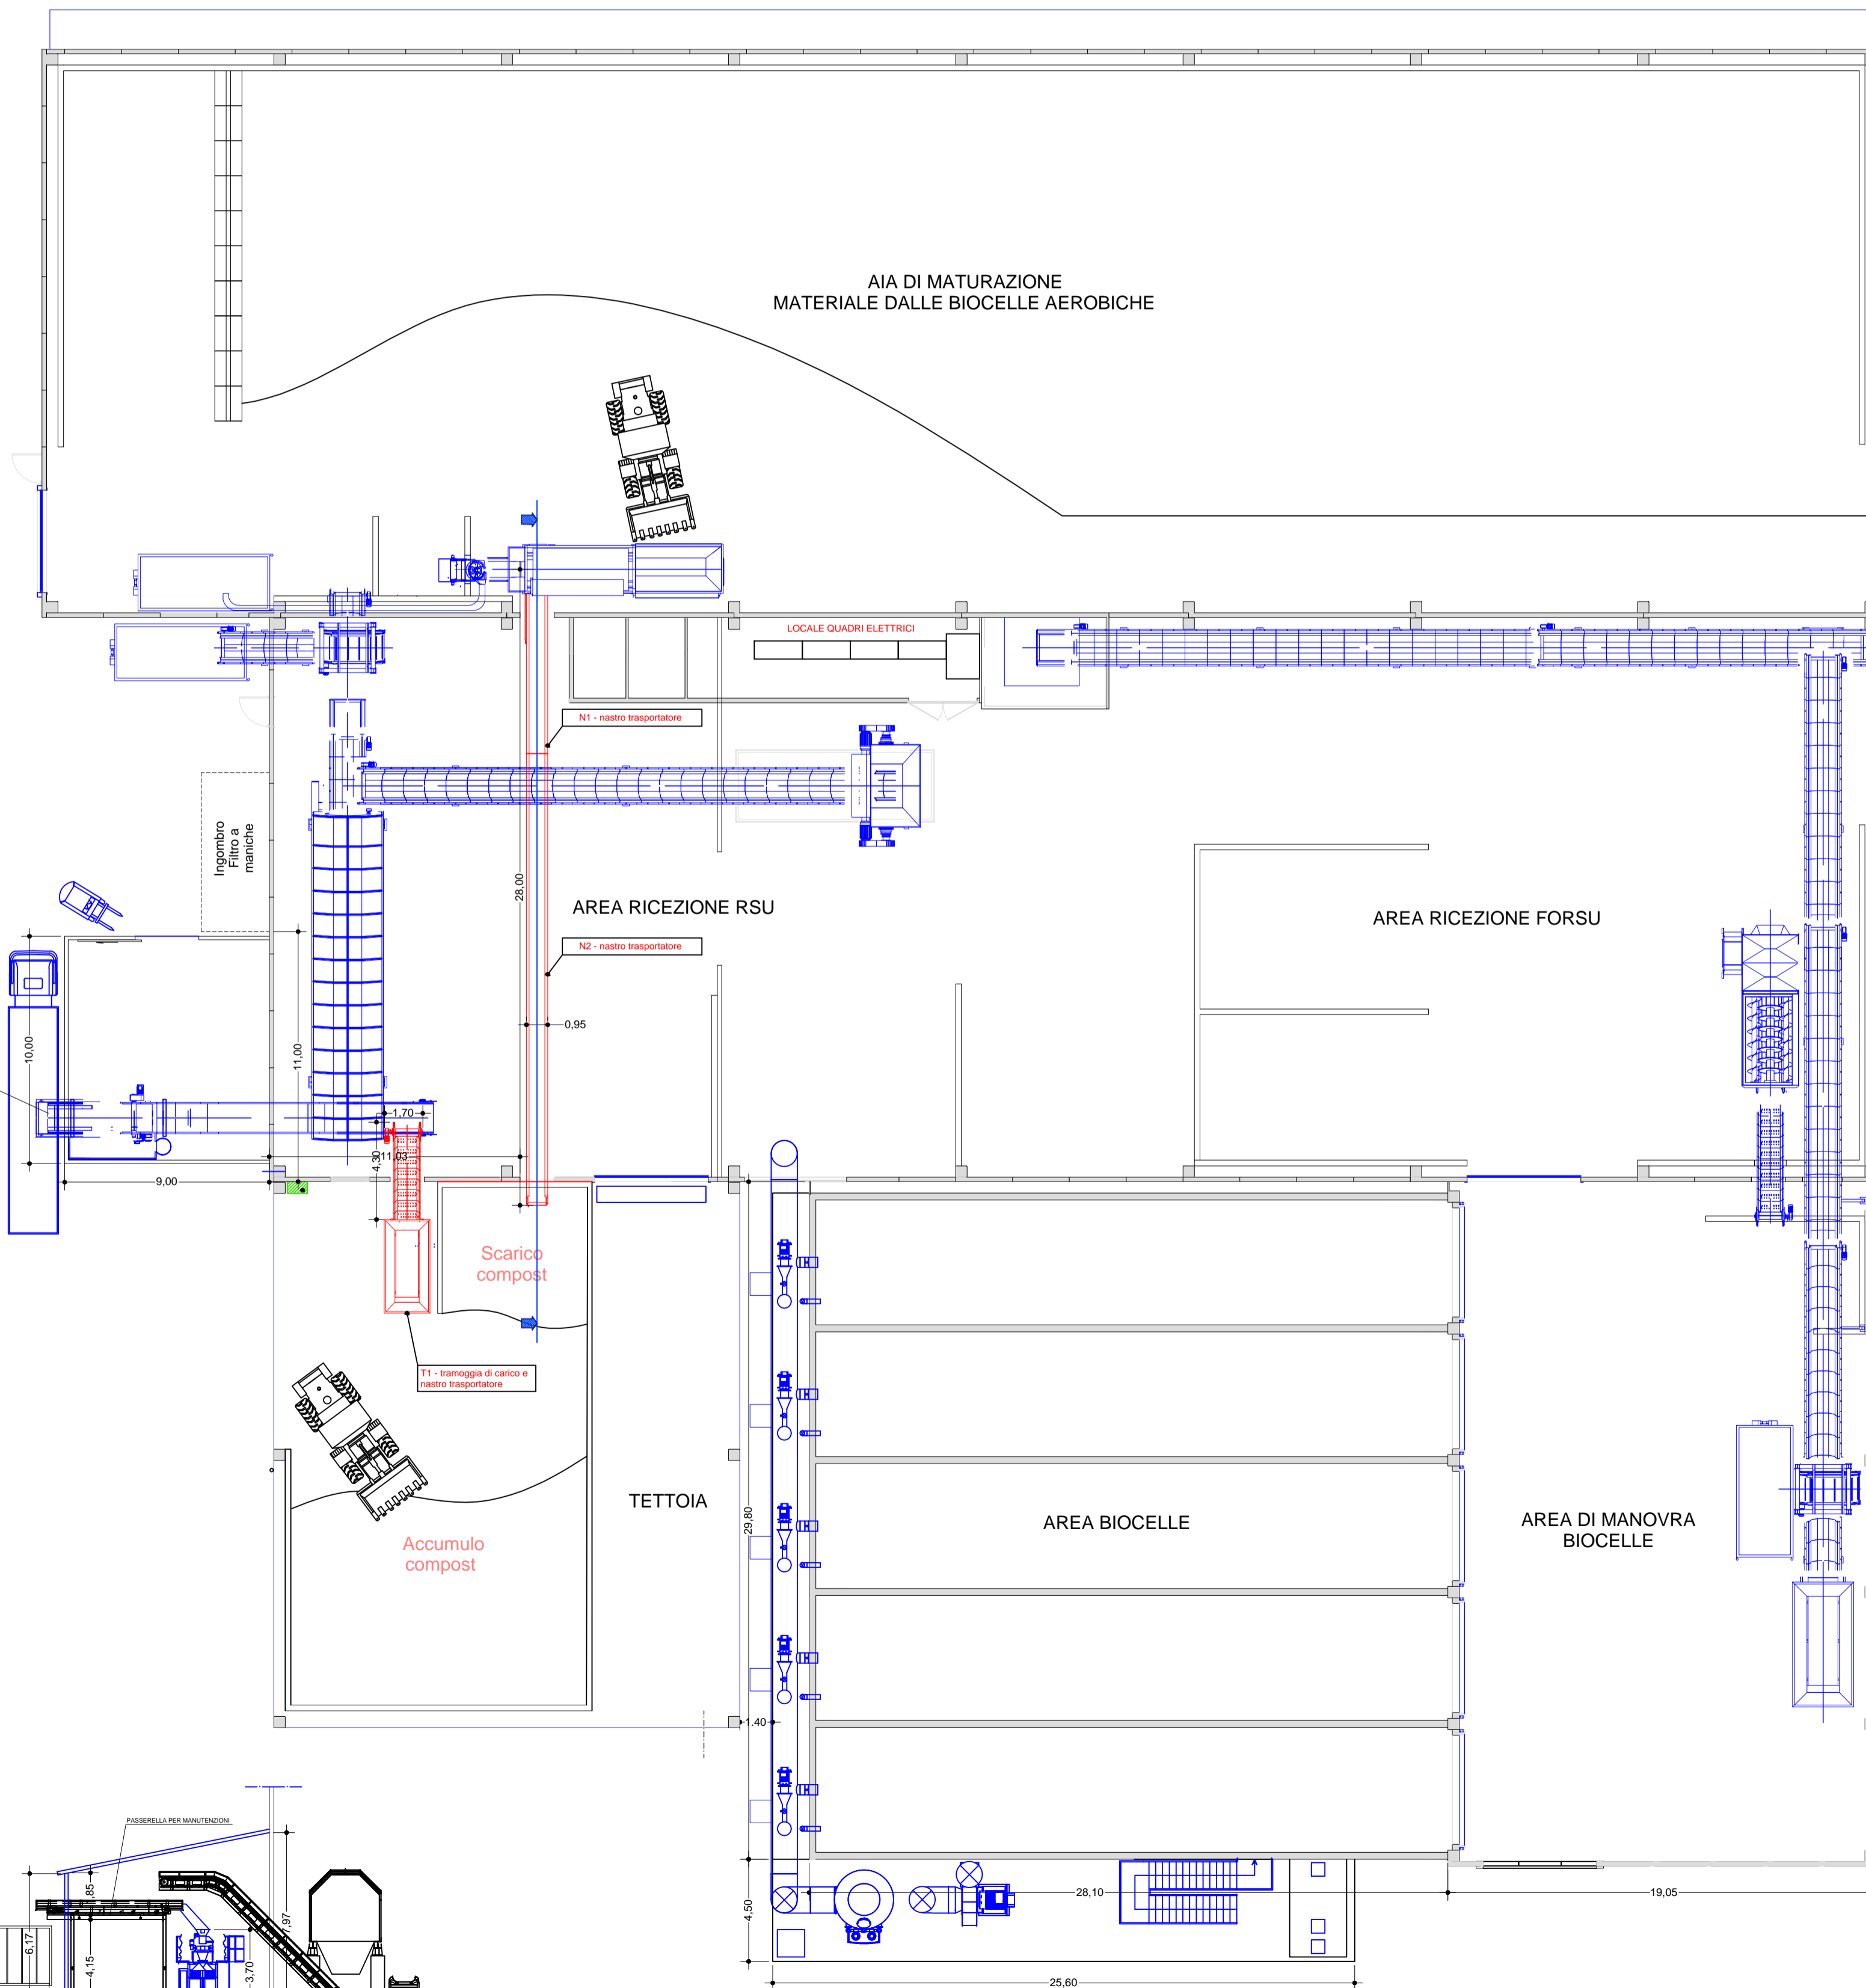 AIA DI MATURAZIONE
MATERIALE DALLE BIOCELLE AEROBICHE
LOCALE QUADRI ELETTRICI
N1 - nastro trasportatore
Ingombro
Filtro a
maniche
28,00
AREA RICEZIONE RSU
AREA RICEZIONE FORSU
N2 - nastro trasportatore
0,95
10,00
11,00
1,70
4,30
11,03
9,00
Scarico
compost
T1 - tramoggia di carico e
nastro trasportatore
TETTOIA
29,80
AREA BIOCELLE
AREA DI MANOVRA
BIOCELLE
Accumulo
compost
1.40
PASSERELLA PER MANUTENZIONI
,85
7,97
6,17
4,15
3,70
4,50
28,10
19,05
25,60